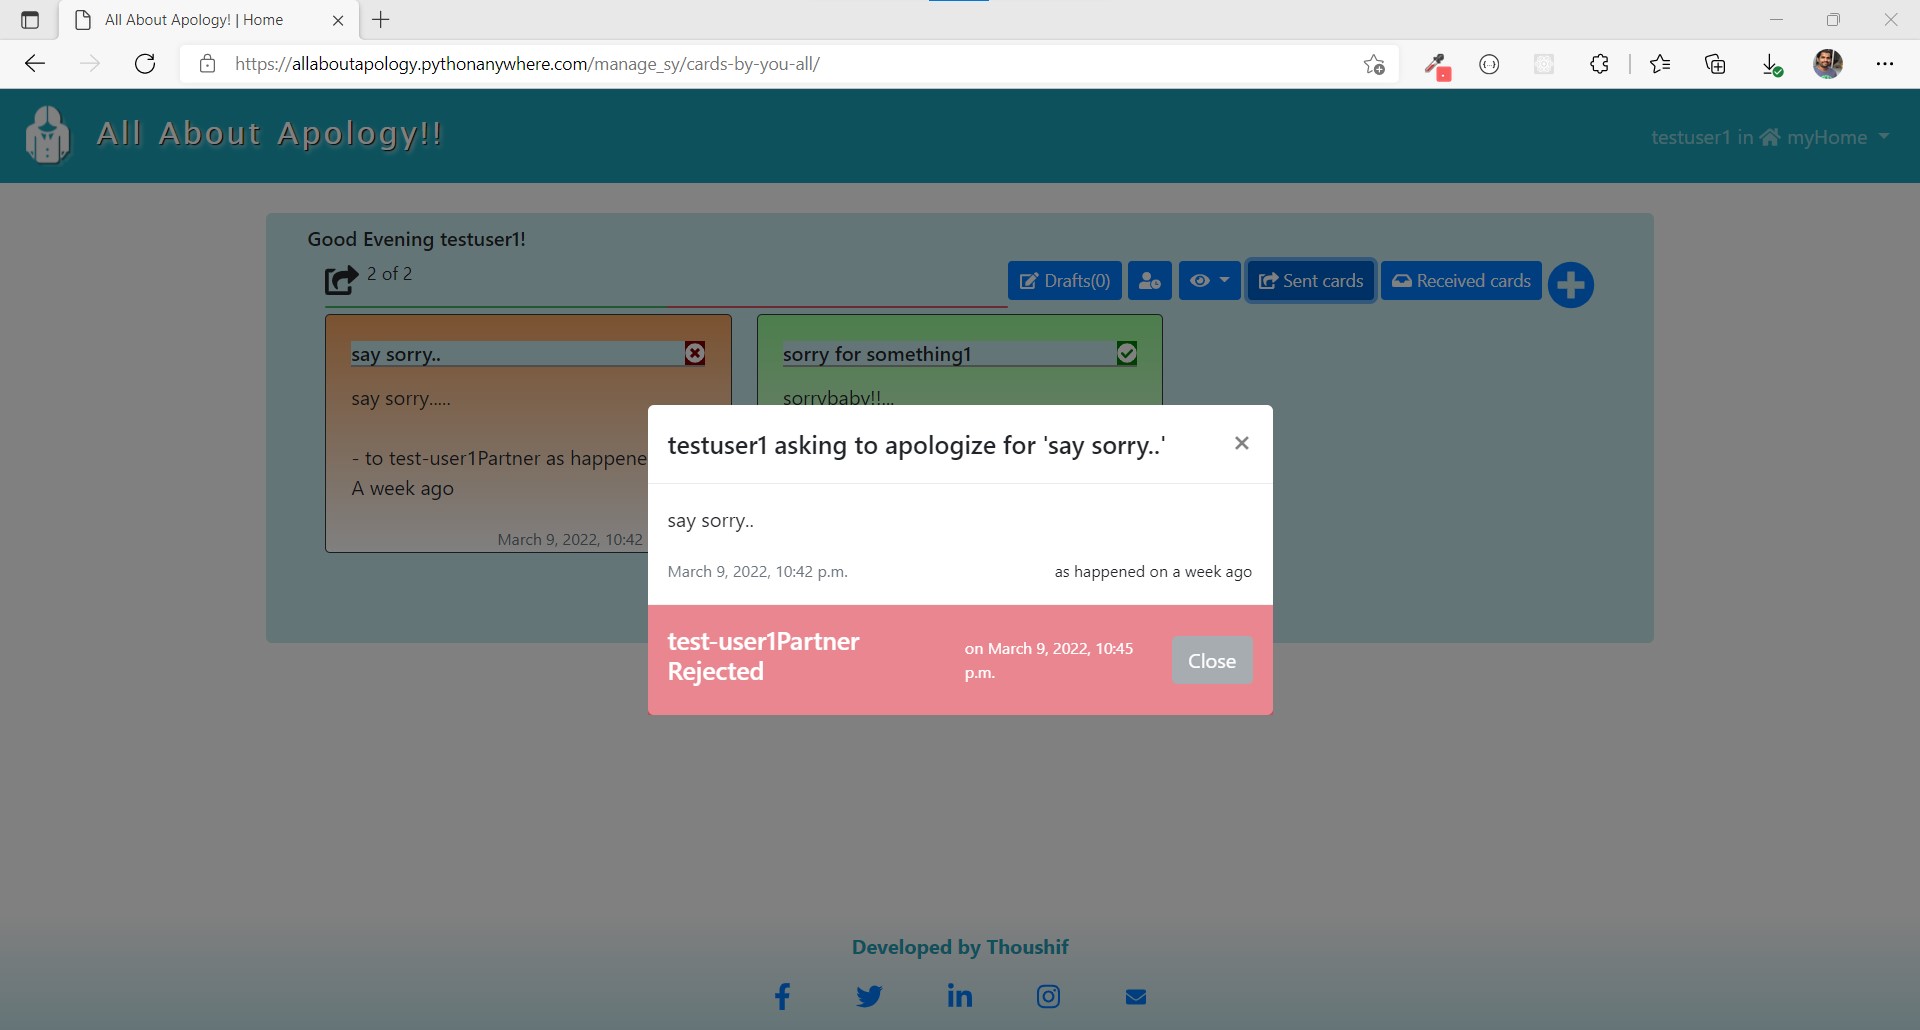 All About Apology! | Home
https://allaboutapology.pythonanywhere.com/manage_sy/cards-by-you-all/
All About Apology!!
testuser1 in myHome
Good Evening testuser1!
2 of 2
Drafts(0)
Sent cards
Received cards
say sorry..
say sorry.....
- to test-user1Partner as happene
A week ago
March 9, 2022, 10:42
sorry for something1
sorrybaby!!...
testuser1 asking to apologize for 'say sorry..'
×
say sorry..
March 9, 2022, 10:42 p.m.
as happened on a week ago
test-user1Partner
Rejected
on March 9, 2022, 10:45
p.m.
Close
Developed by Thoushif